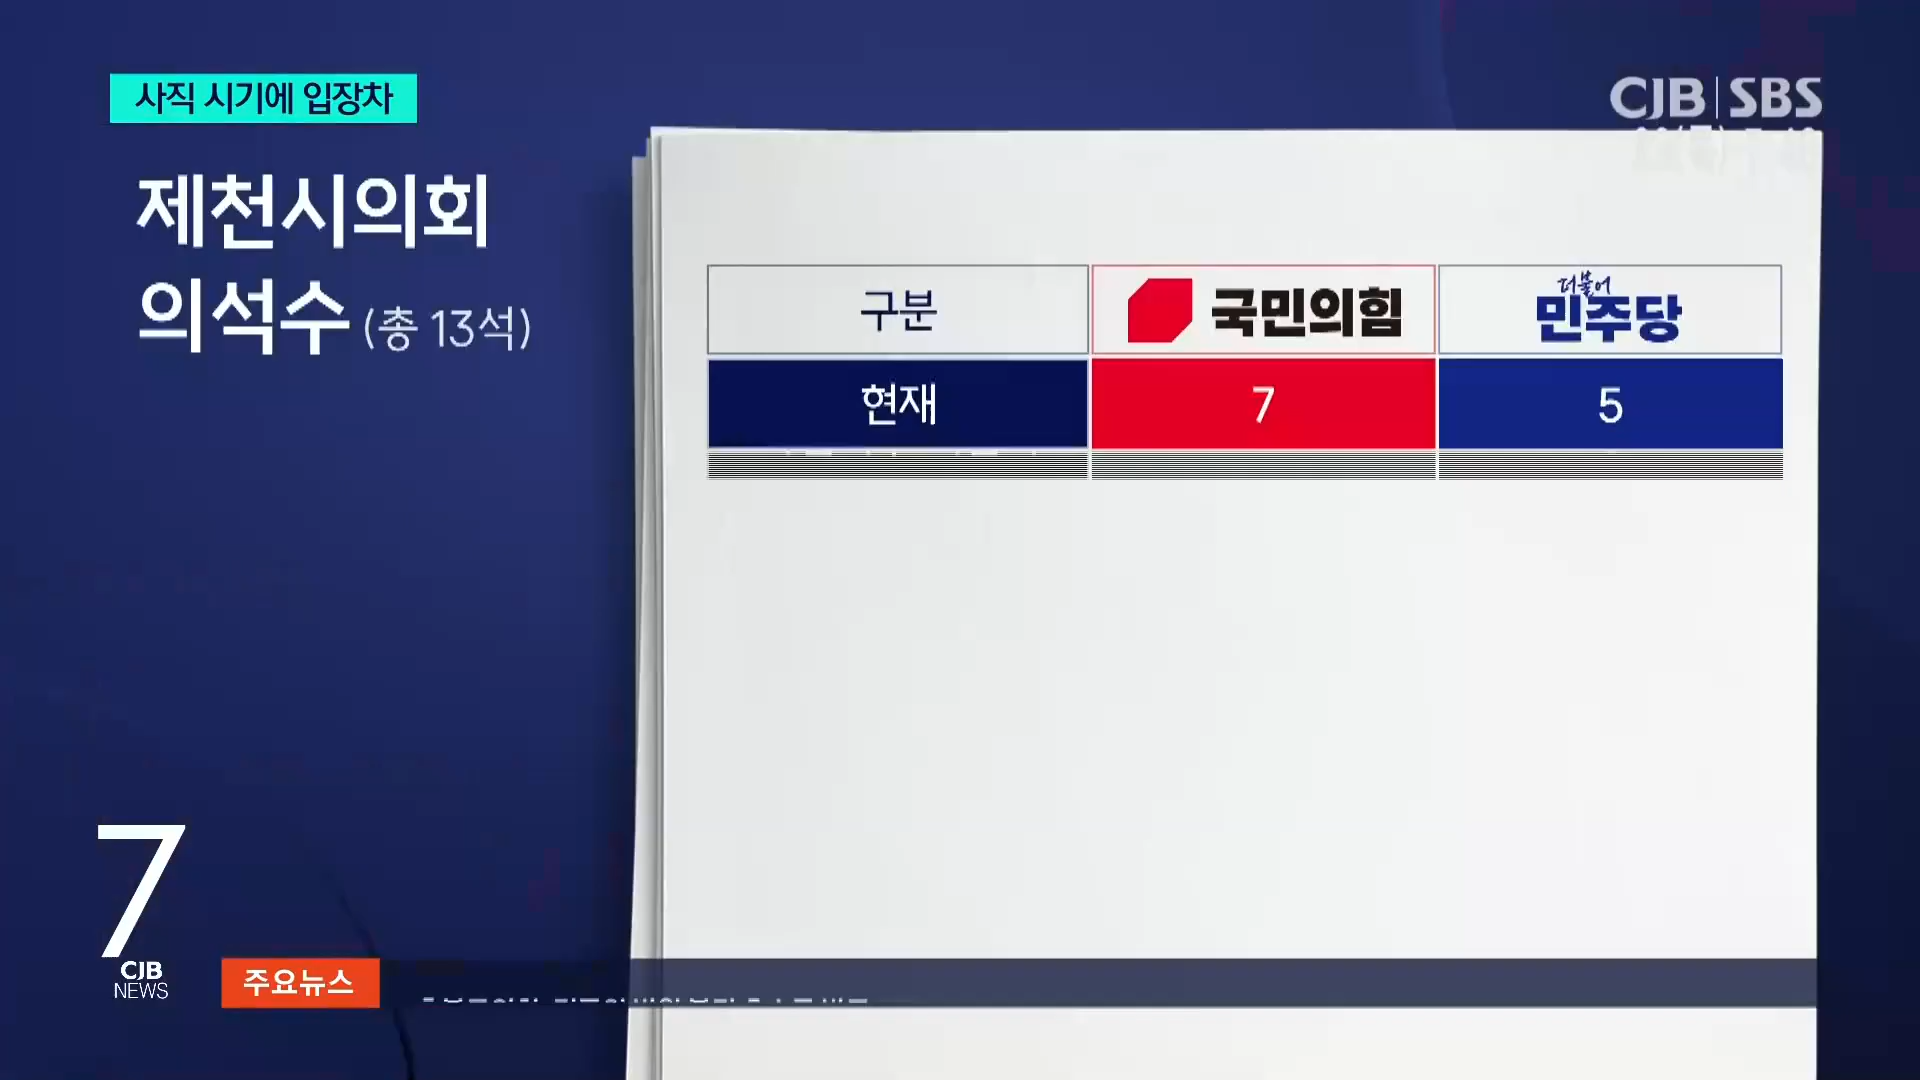 사직 시기에 입장차
CJB SBS
제천시의회
의석수 (총 13석)
구분 국민의힘 더불어민주당
현재 7 5
7
CJB
NEWS
주요뉴스